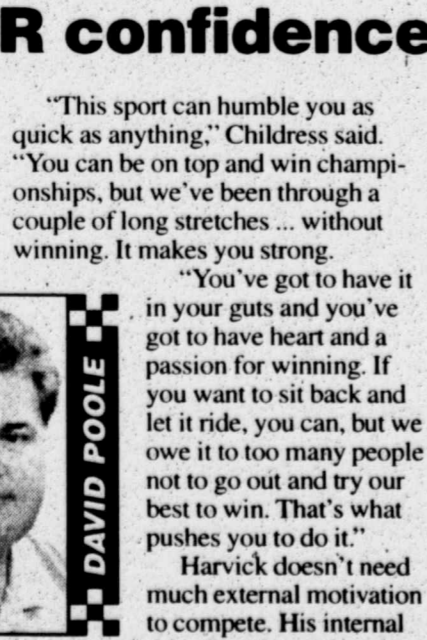 R confidence
“This sport can humble you as
quick as anything,” Childress said.
“You can be on top and win champi-
onships, but we’ve been through a
couple of long stretches ... without
winning. It makes you strong.
“You’ve got to have it
in your guts and you’ve
got to have heart and a
passion for winning. If
you want to sit back and
let it ride, you can, but we
owe it to too many people
not to go out and try our
best to win. That’s what
pushes you to do it.”
Harvick doesn’t need
much external motivation
to compete. His internal
DAVID POOLE